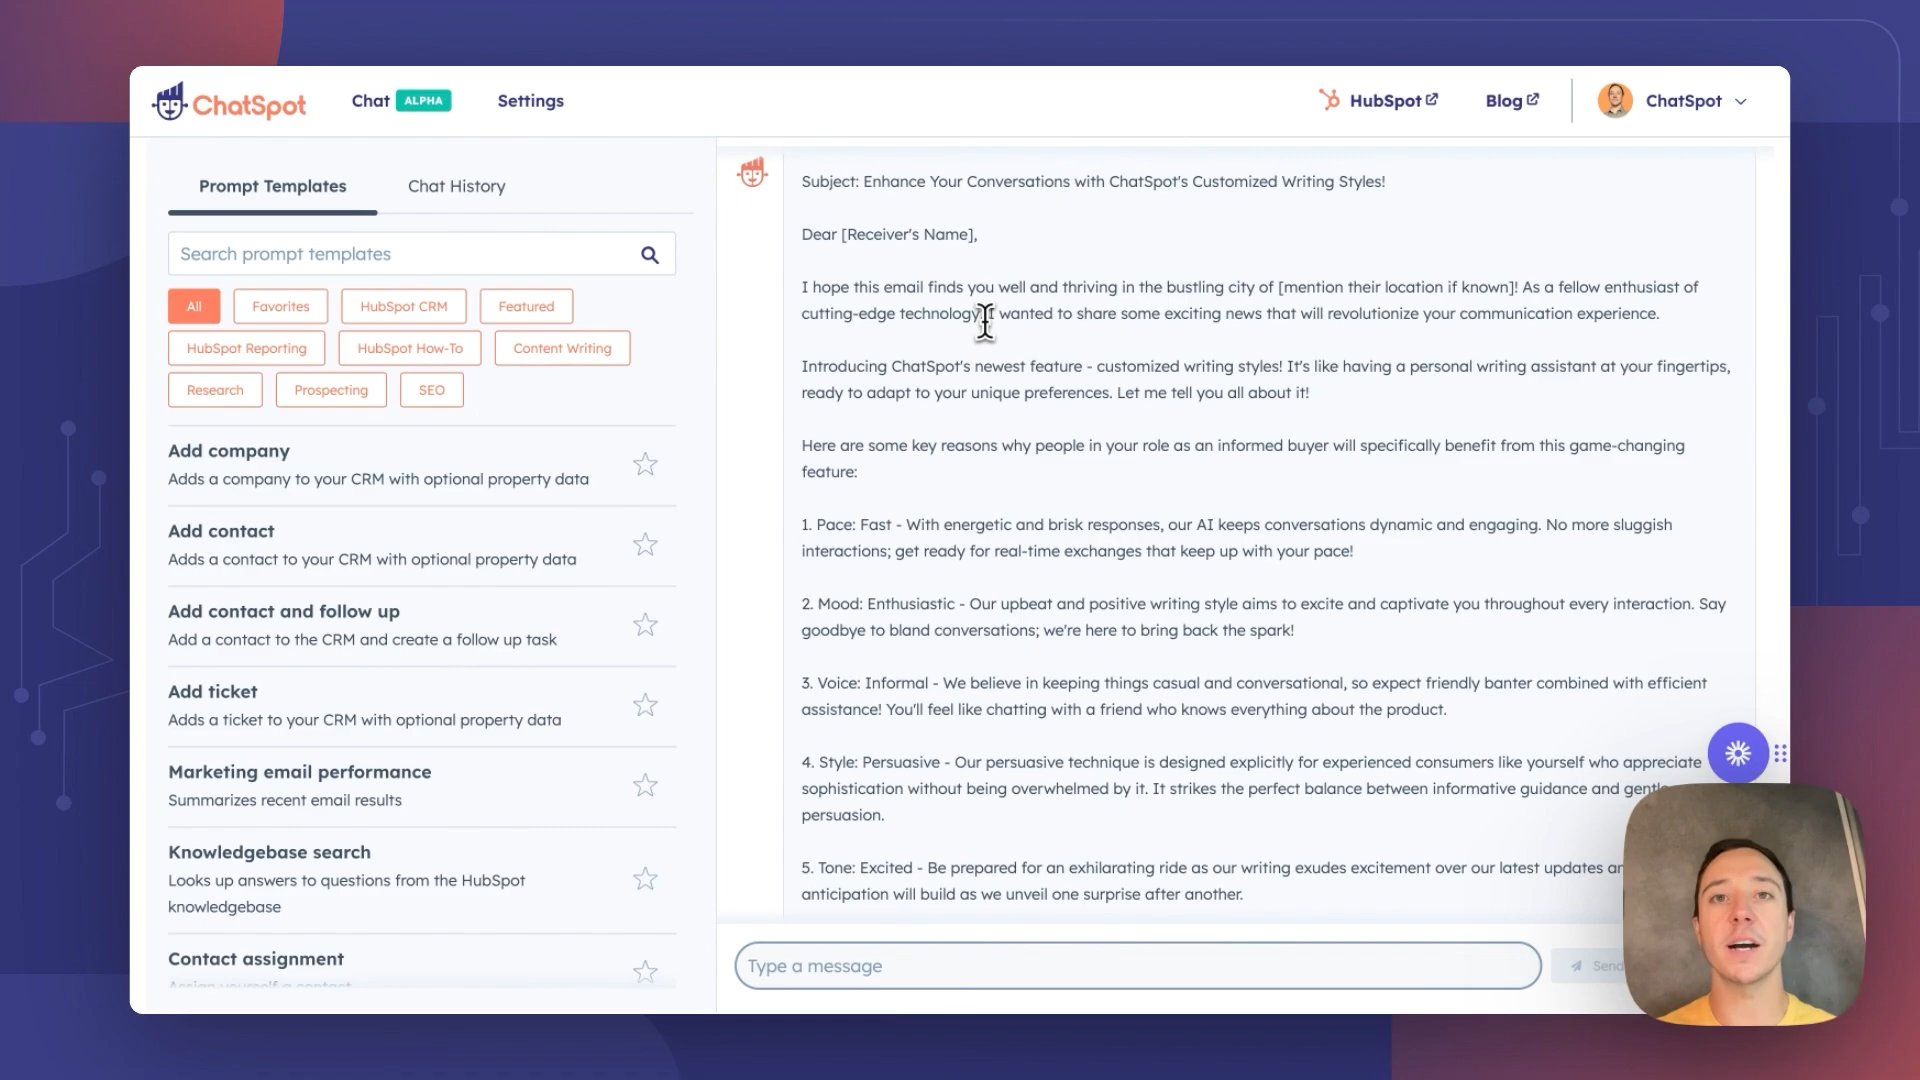 ChatSpot
Chat ALPHA
Settings
HubSpot
Blog
ChatSpot
Prompt Templates
Chat History
Search prompt templates
All
Favorites
HubSpot CRM
Featured
HubSpot Reporting
HubSpot How-To
Content Writing
Research
Prospecting
SEO
Add company
Adds a company to your CRM with optional property data
Add contact
Adds a contact to your CRM with optional property data
Add contact and follow up
Add a contact to the CRM and create a follow up task
Add ticket
Adds a ticket to your CRM with optional property data
Marketing email performance
Summarizes recent email results
Knowledgebase search
Looks up answers to questions from the HubSpot
knowledgebase
Contact assignment
Subject: Enhance Your Conversations with ChatSpot's Customized Writing Styles!
Dear [Receiver's Name],
I hope this email finds you well and thriving in the bustling city of [mention their location if known]! As a fellow enthusiast of
cutting-edge technology, I wanted to share some exciting news that will revolutionize your communication experience.
Introducing ChatSpot's newest feature - customized writing styles! It's like having a personal writing assistant at your fingertips,
ready to adapt to your unique preferences. Let me tell you all about it!
Here are some key reasons why people in your role as an informed buyer will specifically benefit from this game-changing
feature:
1. Pace: Fast - With energetic and brisk responses, our AI keeps conversations dynamic and engaging. No more sluggish
interactions; get ready for real-time exchanges that keep up with your pace!
2. Mood: Enthusiastic - Our upbeat and positive writing style aims to excite and captivate you throughout every interaction. Say
goodbye to bland conversations; we're here to bring back the spark!
3. Voice: Informal - We believe in keeping things casual and conversational, so expect friendly banter combined with efficient
assistance! You'll feel like chatting with a friend who knows everything about the product.
4. Style: Persuasive - Our persuasive technique is designed explicitly for experienced consumers like yourself who appreciate
sophistication without being overwhelmed by it. It strikes the perfect balance between informative guidance and
persuasion.
5. Tone: Excited - Be prepared for an exhilarating ride as our writing exudes excitement over our latest updates
anticipation will build as we unveil one surprise after another.
Type a message
Send